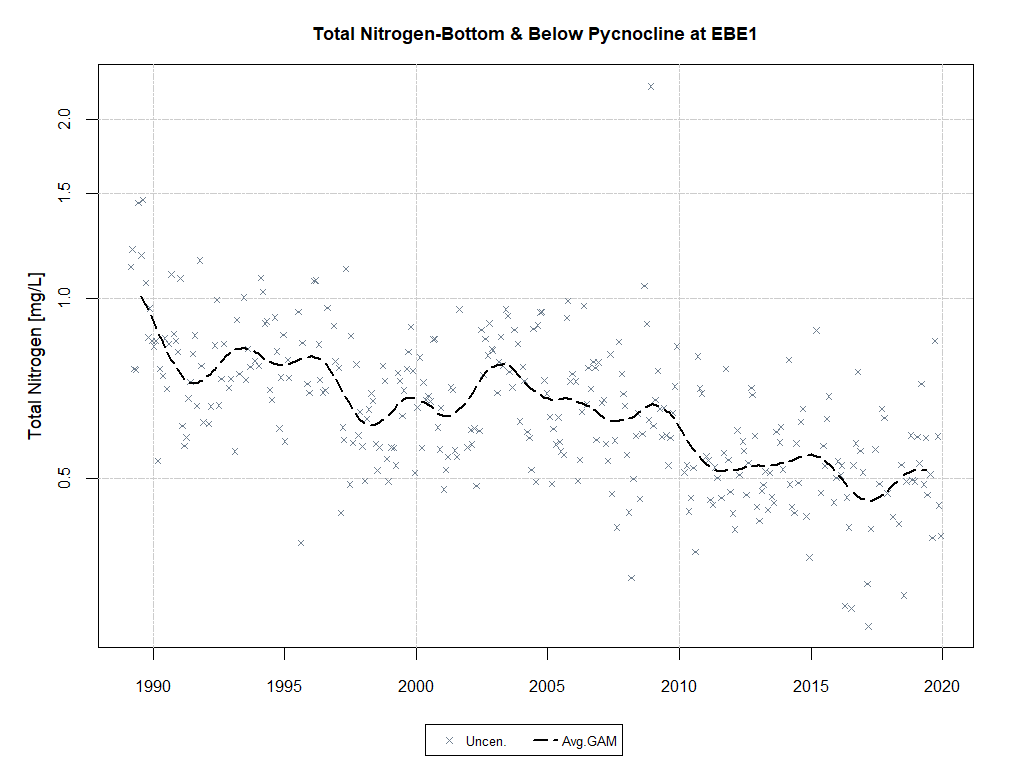 Total Nitrogen-Bottom & Below Pycnocline at EBE1
Total Nitrogen [mg/L]
2.0
1.5
1.0
0.5
1990 1995 2000 2005 2010 2015 2020
Uncen. Avg.GAM